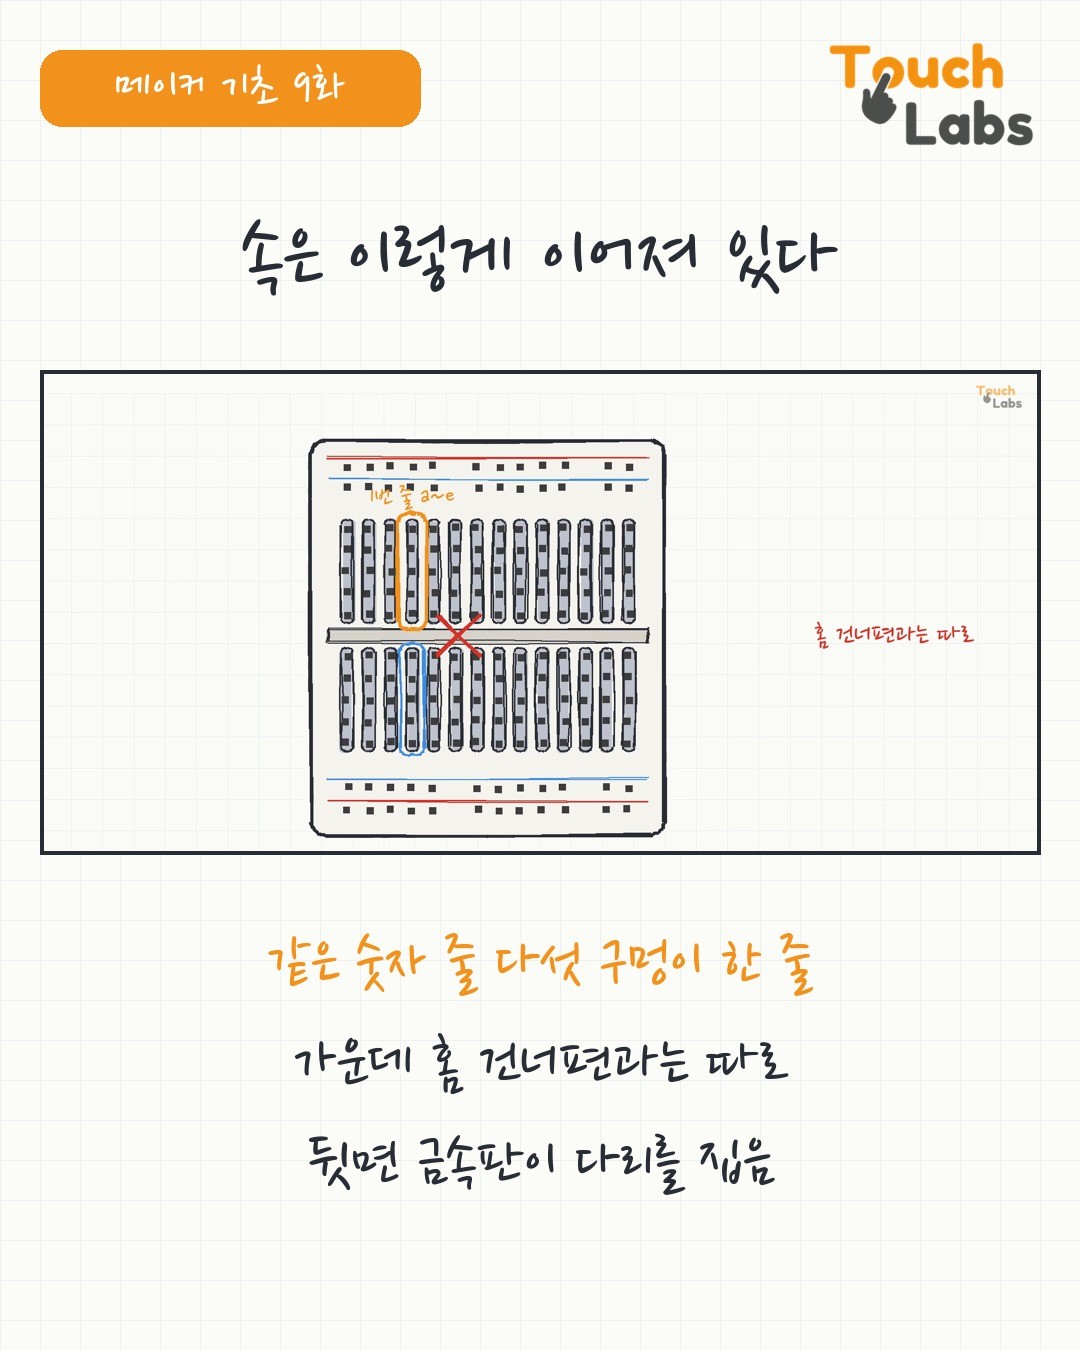 메이커 기초 9화
Touch
Labs
속은 이렇게 이어져 있다
Touch
Labs
1번 줄 a~e
홈 건너편과는 따로
같은 숫자 줄 다섯 구멍이 한 줄
가운데 홈 건너편과는 따로
뒷면 금속판이 다리를 집음